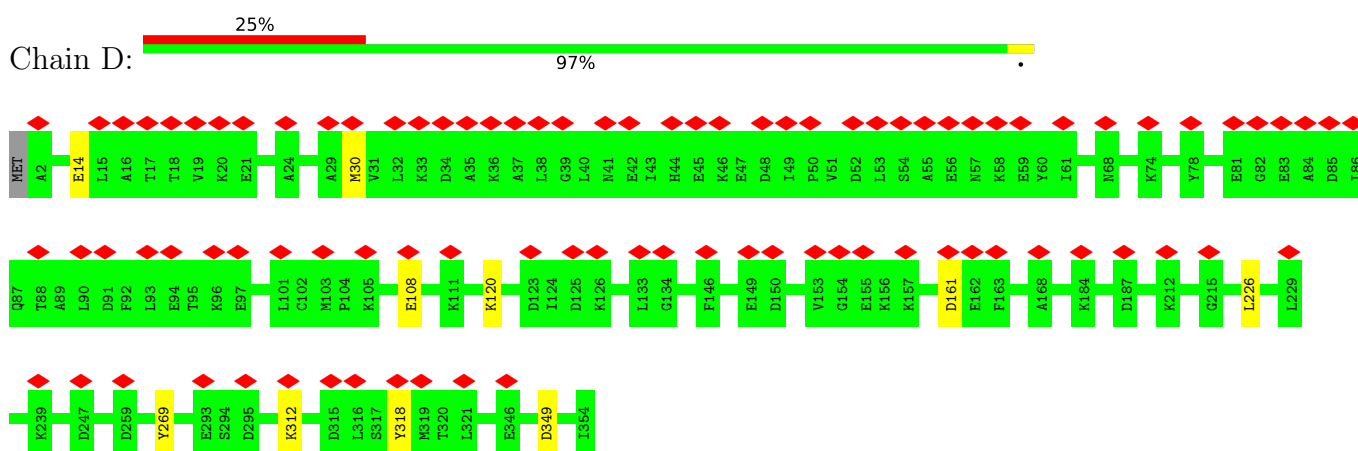 25%
Chain D:
97%
•
MET A2 E14 L15 A16 T17 T18 V19 K20 E21 A24 A29 M30 V31 L32 K33 D34 A35 K36 A37 L38 G39 L40 N41 E42 I43 H44 E45 K46 E47 D48 I49 P50 V51 D52 L53 S54 A55 E56 N57 K58 E59 Y60 I61 N68 K74 Y78 E81 G82 E83 A84 D85 I86
Q87 T88 A89 L90 D91 F92 L93 E94 T95 K96 E97 L101 C102 M103 P104 K105 E108 K111 K120 D123 I124 D125 K126 L133 G134 F146 E149 D150 V153 G154 E155 K156 K157 D161 E162 F163 A168 K184 D187 K212 G215 L226 L229
K239 D247 D259 Y269 E293 S294 D295 K312 D315 L316 S317 Y318 M319 T320 L321 E346 D349 I354